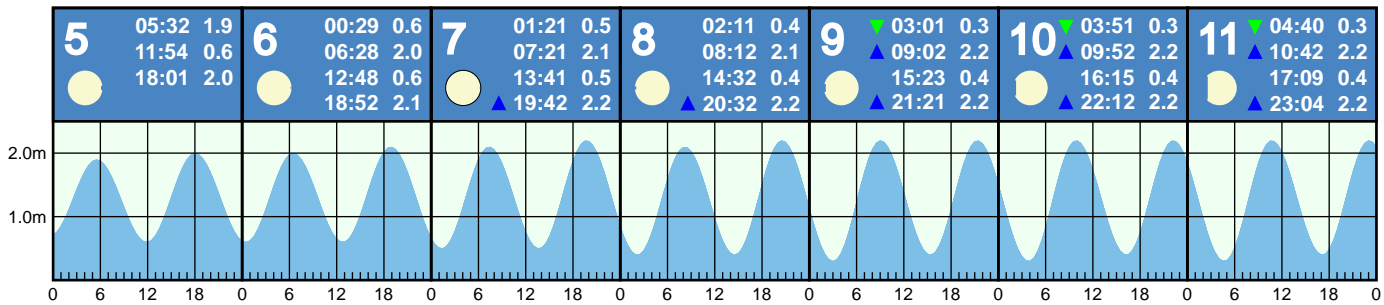 5
05:32 1.9
11:54 0.6
18:01 2.0
6
00:29 0.6
06:28 2.0
12:48 0.6
18:52 2.1
7
01:21 0.5
07:21 2.1
13:41 0.5
▲ 19:42 2.2
8
02:11 0.4
08:12 2.1
14:32 0.4
▲ 20:32 2.2
9
▼ 03:01 0.3
▲ 09:02 2.2
15:23 0.4
▲ 21:21 2.2
10
▼ 03:51 0.3
▲ 09:52 2.2
16:15 0.4
▲ 22:12 2.2
11
▼ 04:40 0.3
▲ 10:42 2.2
17:09 0.4
▲ 23:04 2.2
2.0m
1.0m
0 6 12 18 0 6 12 18 0 6 12 18 0 6 12 18 0 6 12 18 0 6 12 18 0 6 12 18 0